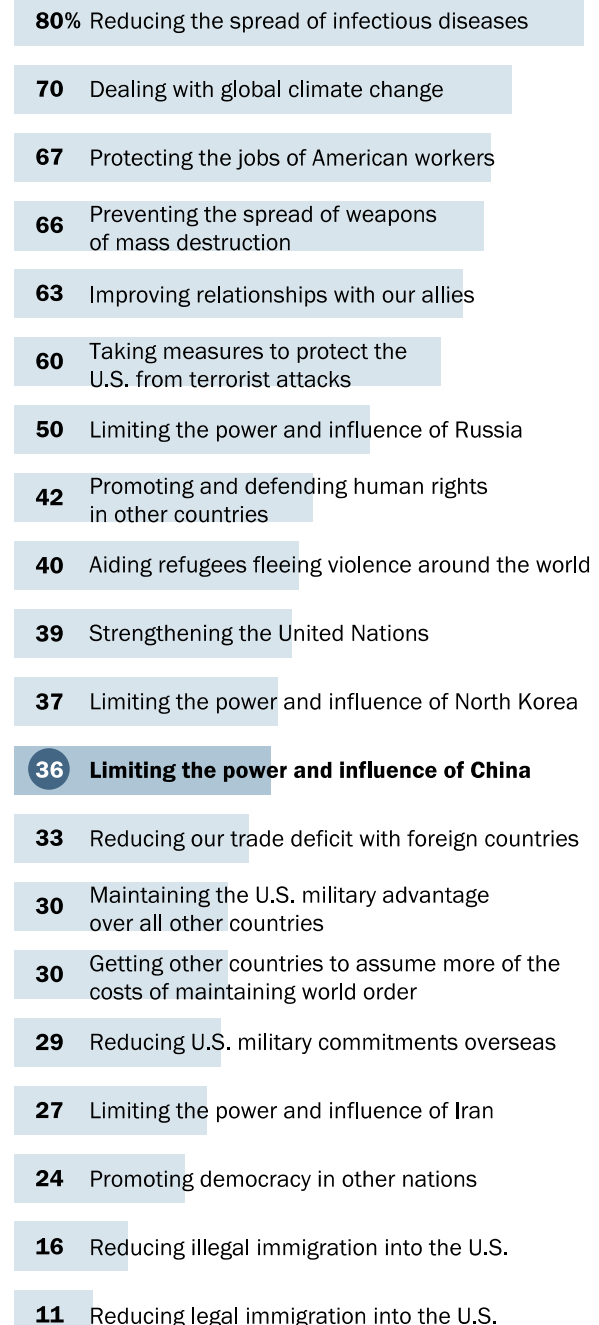 80% Reducing the spread of infectious diseases
70 Dealing with global climate change
67 Protecting the jobs of American workers
66 Preventing the spread of weapons
of mass destruction
63 Improving relationships with our allies
60 Taking measures to protect the
U.S. from terrorist attacks
50 Limiting the power and influence of Russia
42 Promoting and defending human rights
in other countries
40 Aiding refugees fleeing violence around the world
39 Strengthening the United Nations
37 Limiting the power and influence of North Korea
36 Limiting the power and influence of China
33 Reducing our trade deficit with foreign countries
30 Maintaining the U.S. military advantage
over all other countries
30 Getting other countries to assume more of the
costs of maintaining world order
29 Reducing U.S. military commitments overseas
27 Limiting the power and influence of Iran
24 Promoting democracy in other nations
16 Reducing illegal immigration into the U.S.
11 Reducing legal immigration into the U.S.